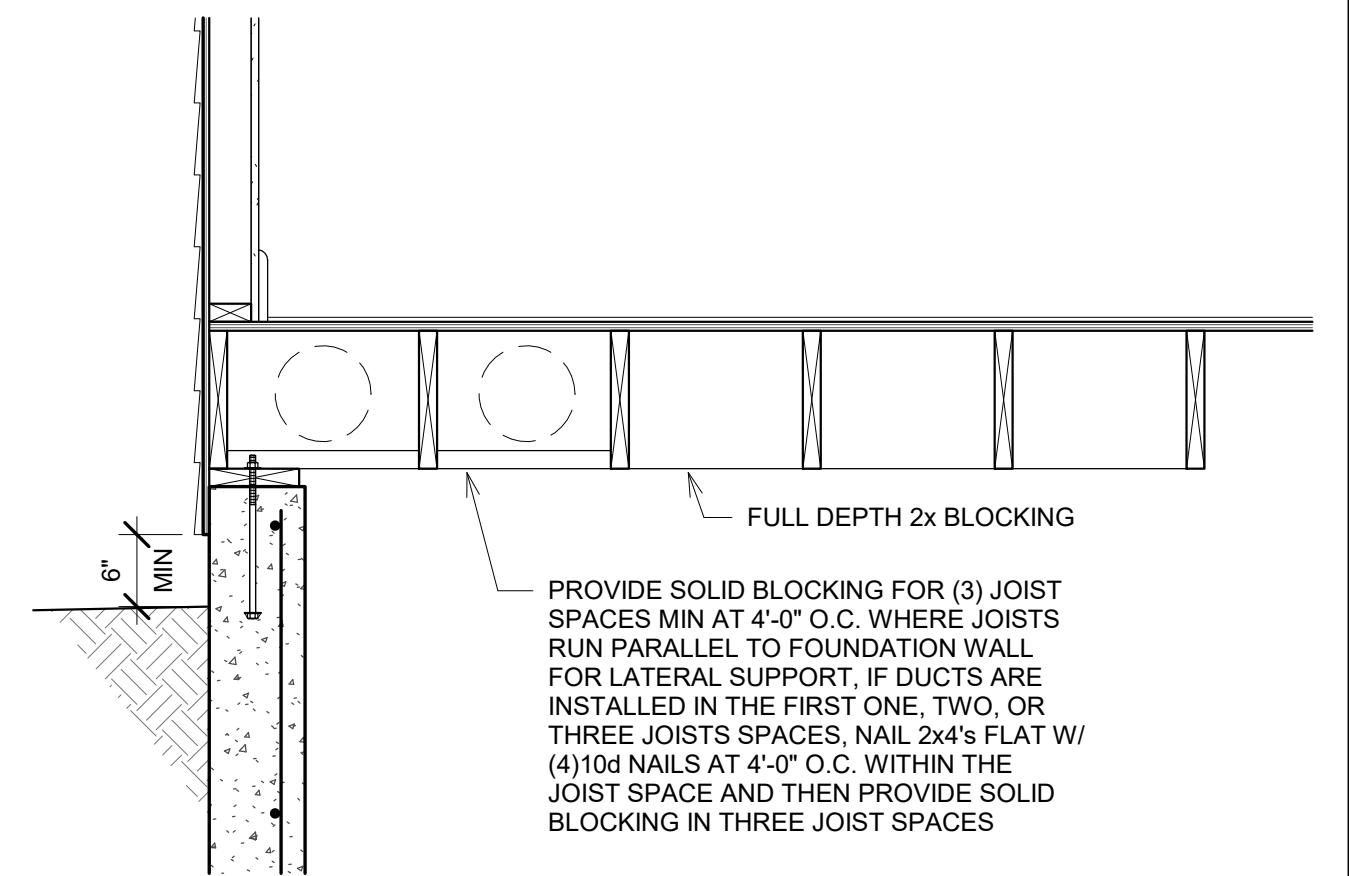 FULL DEPTH 2x BLOCKING
6"
MIN
PROVIDE SOLID BLOCKING FOR (3) JOIST
SPACES MIN AT 4'-0" O.C. WHERE JOISTS
RUN PARALLEL TO FOUNDATION WALL
FOR LATERAL SUPPORT, IF DUCTS ARE
INSTALLED IN THE FIRST ONE, TWO, OR
THREE JOISTS SPACES, NAIL 2x4's FLAT W/
(4)10d NAILS AT 4'-0" O.C. WITHIN THE
JOIST SPACE AND THEN PROVIDE SOLID
BLOCKING IN THREE JOIST SPACES